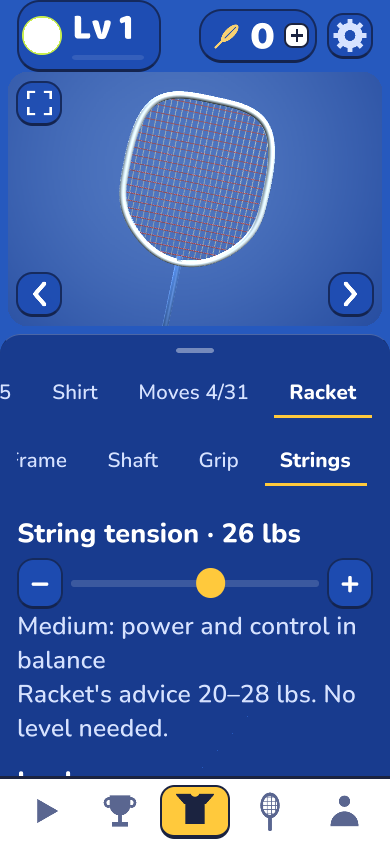 Lv 1
0
5 Shirt Moves 4/31 Racket
Frame Shaft Grip Strings
String tension · 26 lbs
Medium: power and control in
balance
Racket's advice 20–28 lbs. No
level needed.